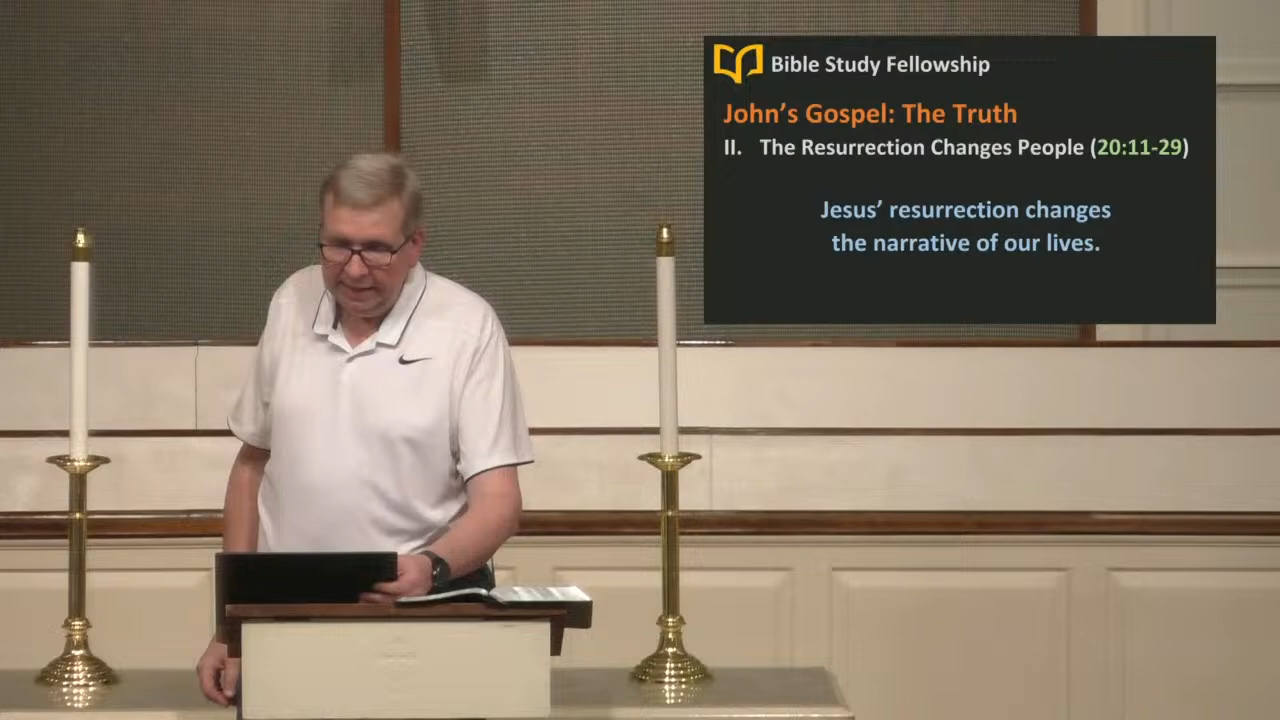 Bible Study Fellowship
John's Gospel: The Truth
II. The Resurrection Changes People (20:11-29)
Jesus' resurrection changes
the narrative of our lives.